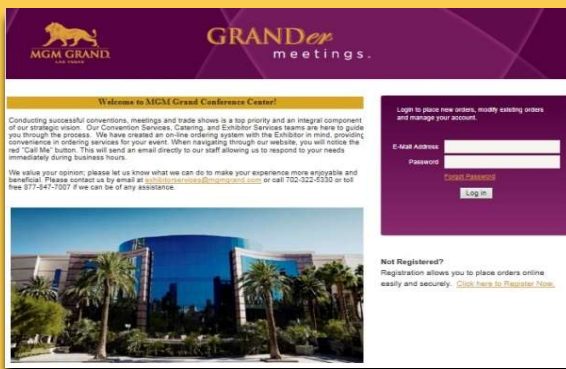 MGM GRAND.
LAS VEGAS
GRANDer
meetings.
Welcome to MGM Grand Conference Center!
Conducting successful conventions, meetings and trade shows is a top priority and an integral component
of our strategic vision. Our Convention Services, Catering, and Exhibitor Services teams are here to guide
you through the process. We have created an on-line ordering system with the Exhibitor in mind, providing
convenience in ordering services for your event. When navigating through our website, you will notice the
red "Call Me" button. This will send an email directly to our staff allowing us to respond to your needs
immediately during business hours.
We value your opinion; please let us know what we can do to make your experience more enjoyable and
beneficial. Please contact us by email at exhibitorservices@mgmgrand.com or call 702-322-5330 or toll
free 877-847-7007 if we can be of any assistance.
Login to place new orders, modify existing orders
and manage your account.
E-Mail Address
Password
Forgot Password
Log in
Not Registered?
Registration allows you to place orders online
easily and securely. Click here to Register Now.